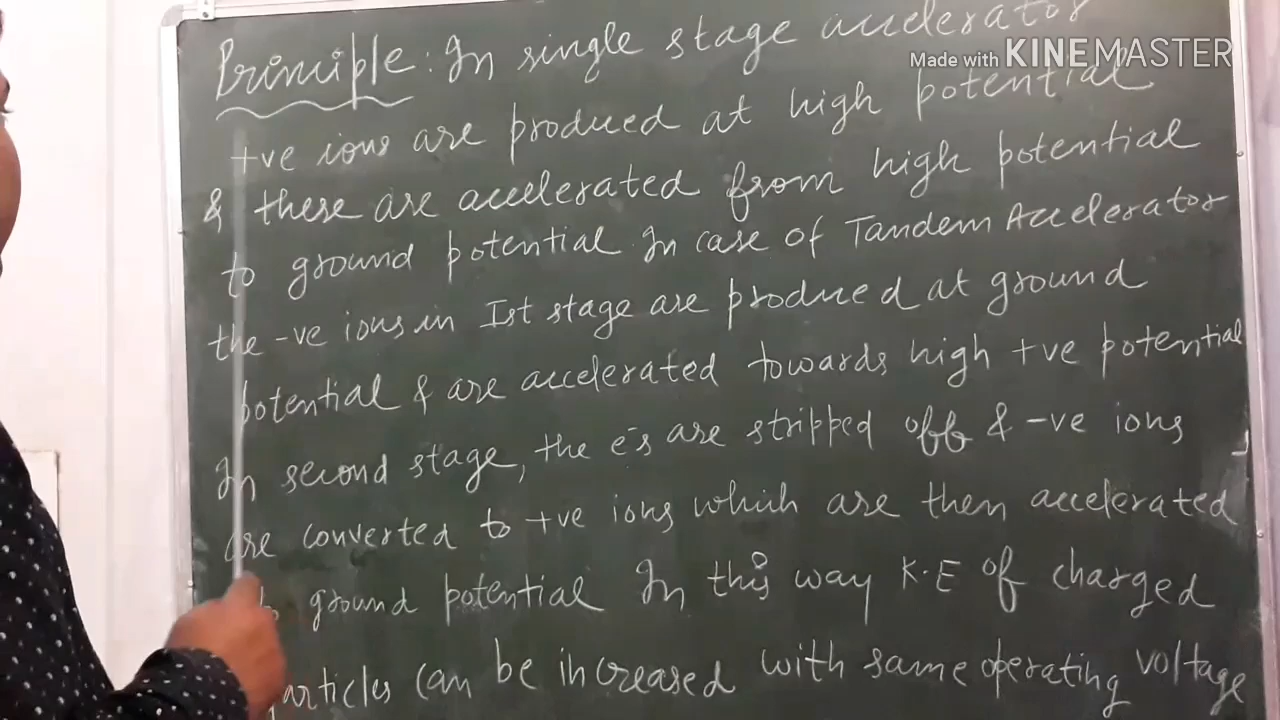 Principle: In single stage accelerator
Made with KINEMASTER
+ve ions are produced at high potential
& these are accelerated from high potential
to ground potential. In case of Tandem Accelerator
the -ve ions in Ist stage are produced at ground
potential & are accelerated towards high +ve potential
In second stage, the e-s are stripped off & -ve ions
are converted to +ve ions which are then accelerated
ground potential In this way K.E of charged
particles can be increased with same operating voltage